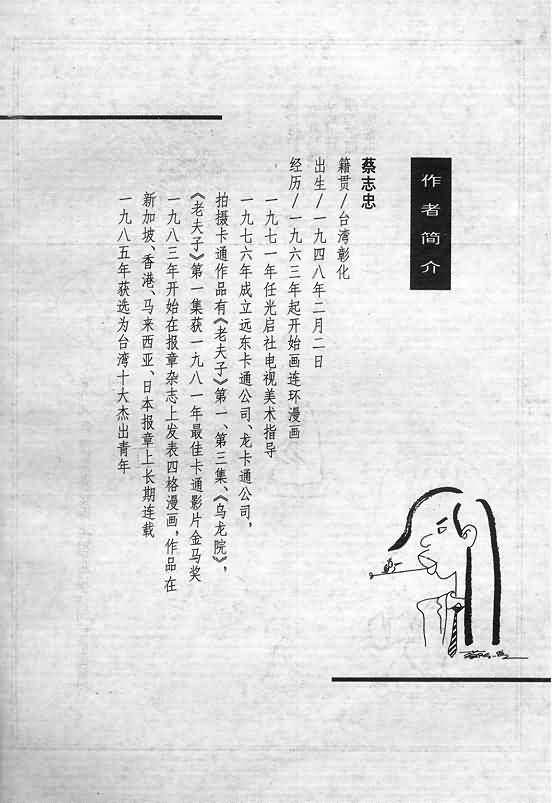 作者简介
蔡志忠
籍贯/台湾彰化
出生/一九四八年二月二日
经历/一九六三年起开始画连环漫画
一九七一年任光启社电视美术指导
一九七六年成立远东卡通公司、龙卡通公司，
拍摄卡通作品有《老夫子》第一、第三集、《乌龙院》，
《老夫子》第一集获一九八一年最佳卡通影片金马奖
一九八三年开始在报章杂志上发表四格漫画，作品在
新加坡、香港、马来西亚、日本报章上长期连载
一九八五年获选为台湾十大杰出青年